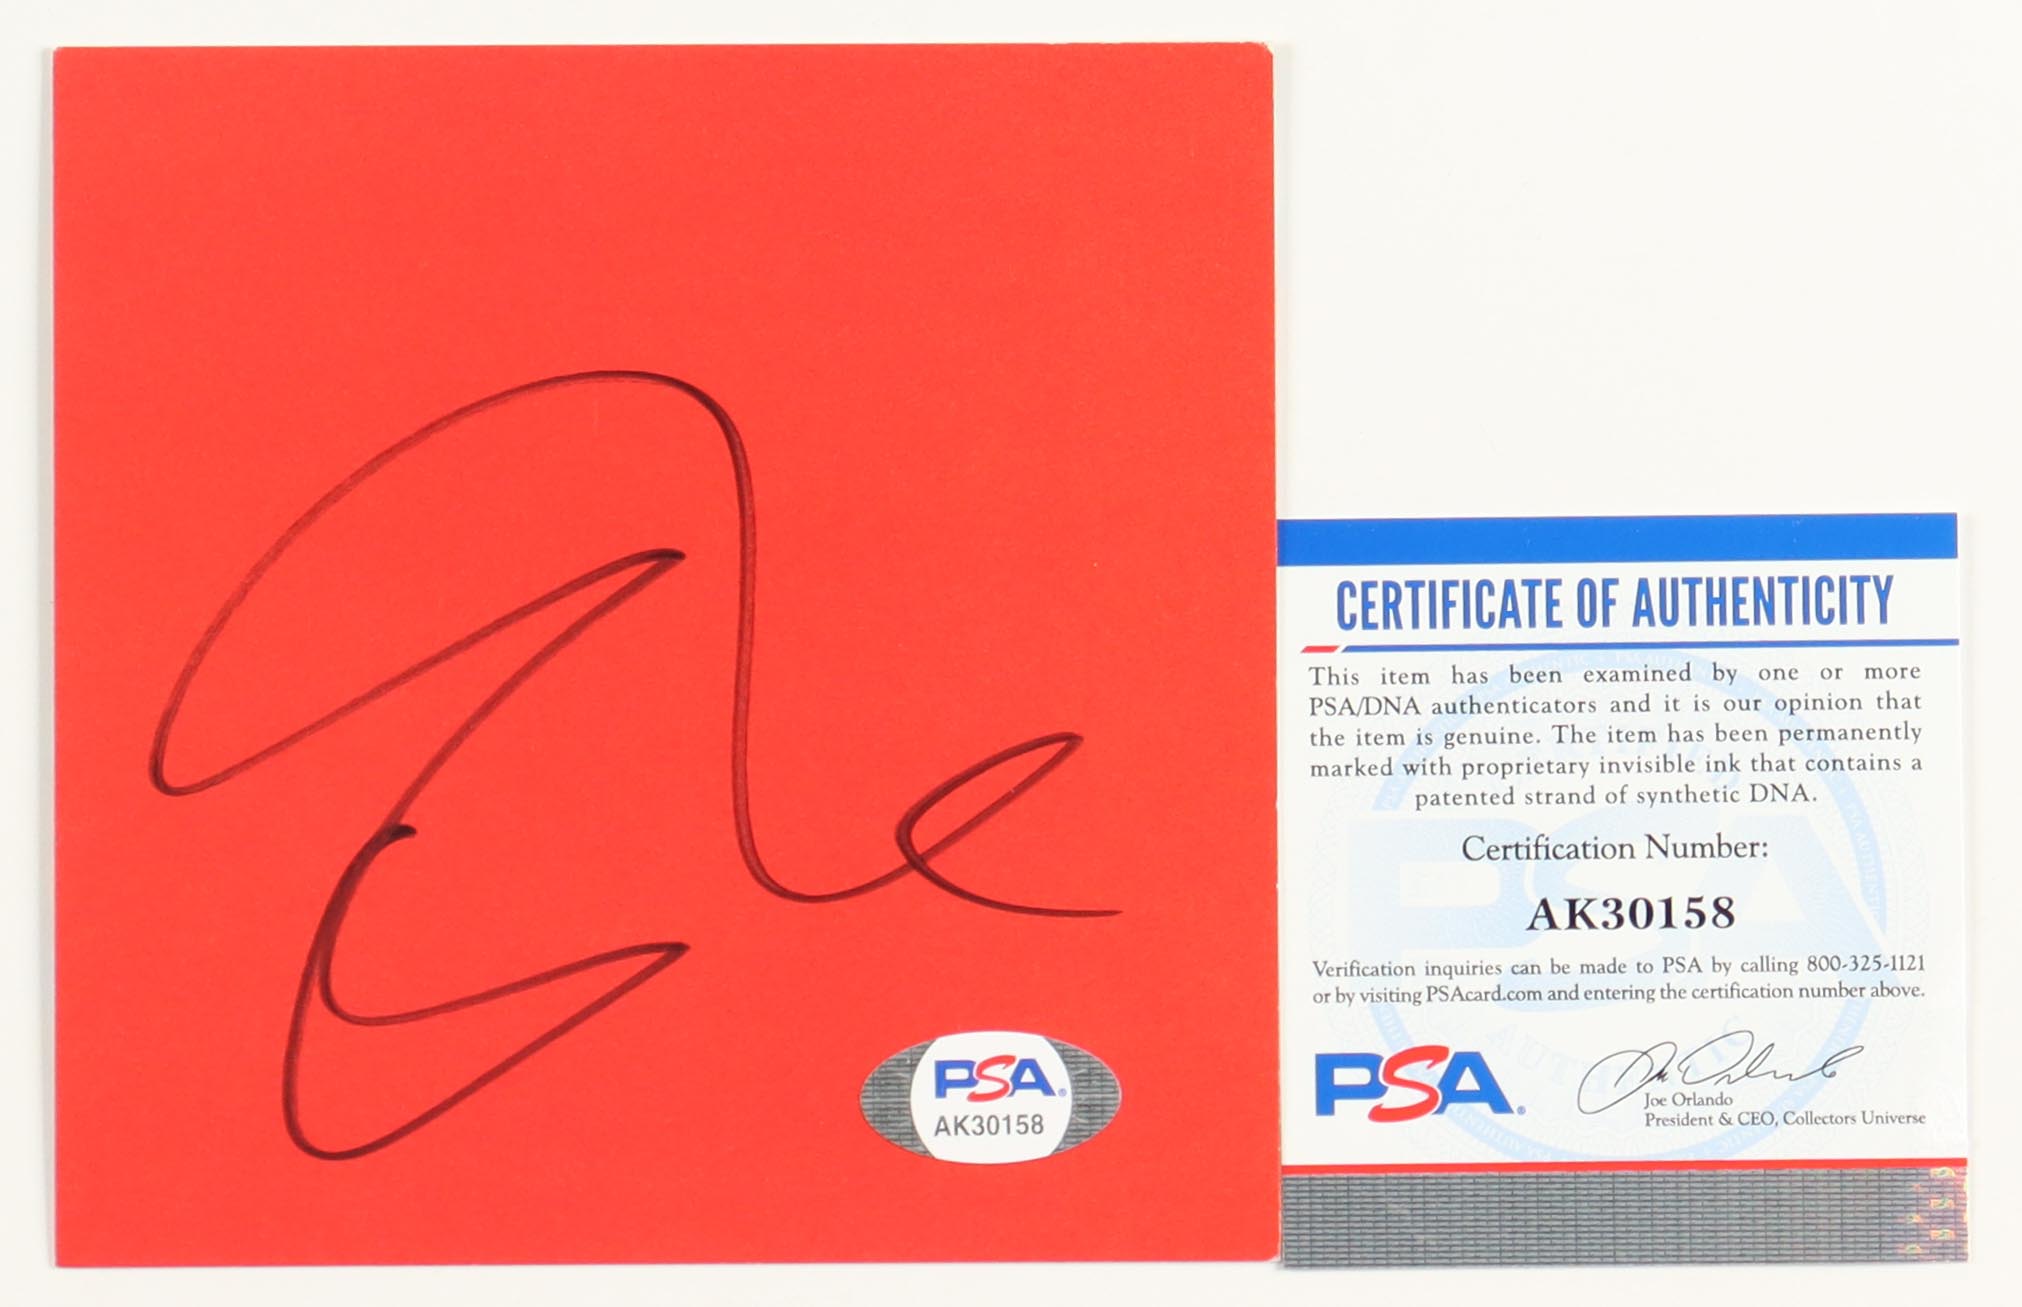 PSA
AK30158
CERTIFICATE OF AUTHENTICITY
This item has been examined by one or more
PSA/DNA authenticators and it is our opinion that
the item is genuine. The item has been permanently
marked with proprietary invisible ink that contains a
patented strand of synthetic DNA.
Certification Number:
AK30158
Verification inquiries can be made to PSA by calling 800-325-1121
or by visiting PSAcard.com and entering the certification number above.
PSA
Joe Orlando
President & CEO, Collectors Universe